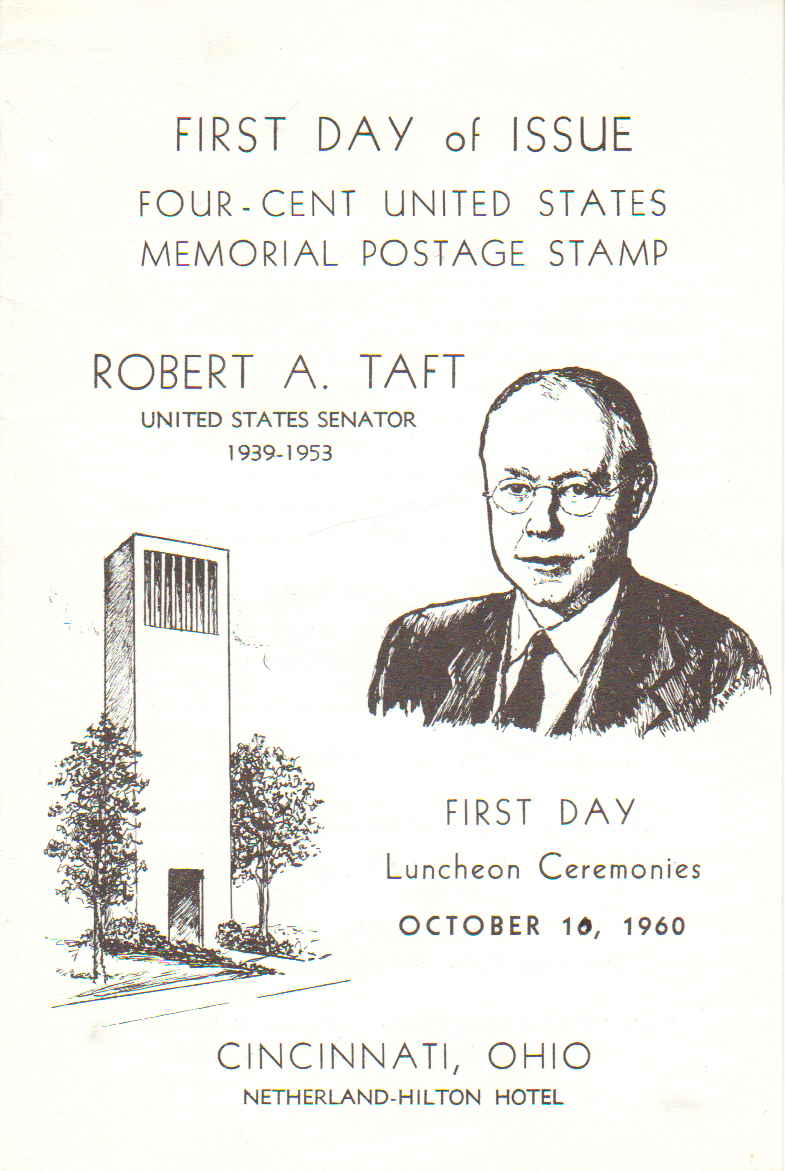 FIRST DAY of ISSUE
FOUR-CENT UNITED STATES
MEMORIAL POSTAGE STAMP
ROBERT A. TAFT
UNITED STATES SENATOR
1939-1953
FIRST DAY
Luncheon Ceremonies
OCTOBER 10, 1960
CINCINNATI, OHIO
NETHERLAND-HILTON HOTEL